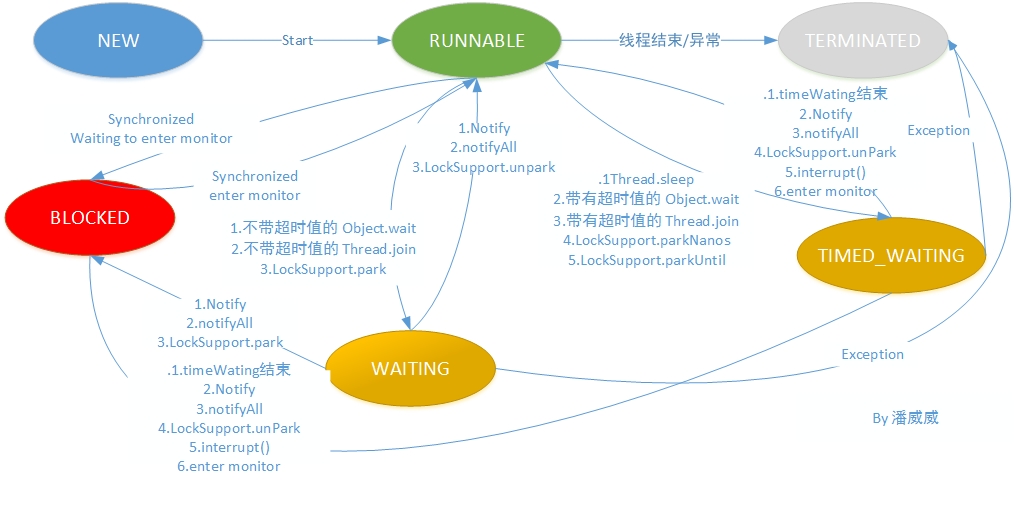 NEW
Start
RUNNABLE
线程结束/异常
TERMINATED
Synchronized
Waiting to enter monitor
Synchronized
enter monitor
1.Notify
2.notifyAll
3.LockSupport.unpark
.1.timeWating结束
2.Notify
3.notifyAll
4.LockSupport.unPark
5.interrupt()
6.enter monitor
Exception
.1Thread.sleep
2.带有超时值的 Object.wait
3.带有超时值的 Thread.join
4.LockSupport.parkNanos
5.LockSupport.parkUntil
BLOCKED
1.不带超时值的 Object.wait
2.不带超时值的 Thread.join
3.LockSupport.park
TIMED_WAITING
1.Notify
2.notifyAll
3.LockSupport.park
WAITING
Exception
.1.timeWating结束
2.Notify
3.notifyAll
4.LockSupport.unPark
5.interrupt()
6.enter monitor
By 潘威威